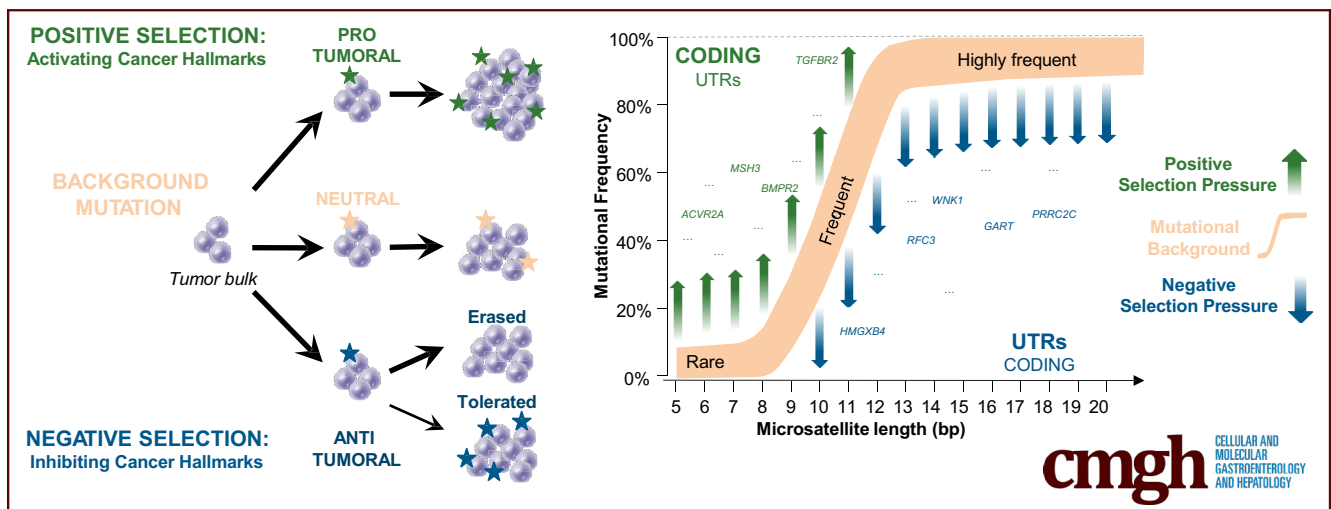 POSITIVE SELECTION:
Activating Cancer Hallmarks
PRO
TUMORAL
BACKGROUND
MUTATION
NEUTRAL
Tumor bulk
Erased
Tolerated
NEGATIVE SELECTION:
Inhibiting Cancer Hallmarks
ANTI
TUMORAL
Mutational Frequency
100%
80%
60%
40%
20%
0%
CODING
UTRs
TGFBR2
...
MSH3
...
...
BMPR2
ACVR2A
...
...
...
Rare
Frequent
Highly frequent
...
...
...
WNK1
PRRC2C
GART
RFC3
...
...
HMGXB4
UTRs
CODING
5 6 7 8 9 10 11 12 13 14 15 16 17 18 19 20
Microsatellite length (bp)
Positive
Selection Pressure
Mutational
Background
Negative
Selection Pressure
cmgh
CELLULAR AND
MOLECULAR
GASTROENTEROLOGY
AND HEPATOLOGY